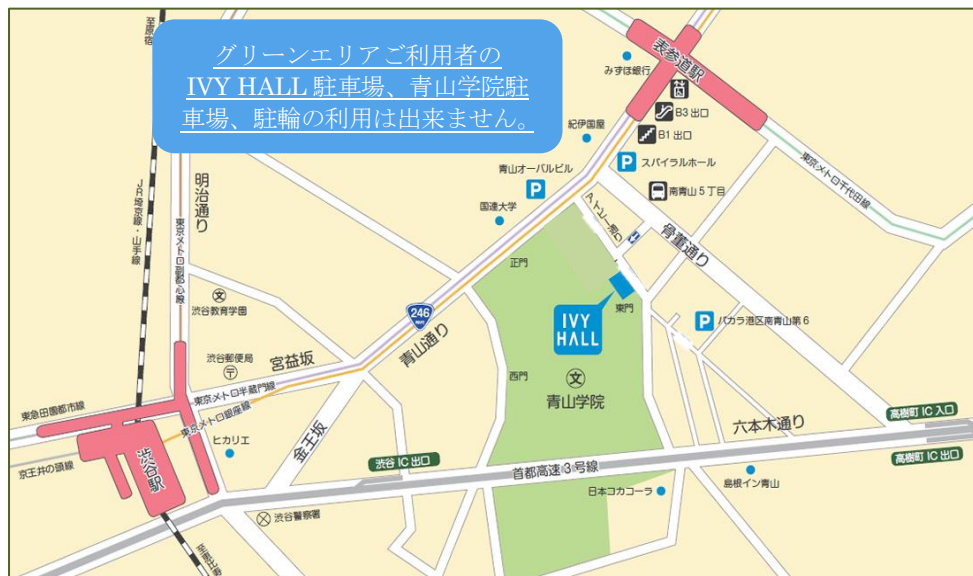 至原宿
グリーンエリアご利用者の
IVY HALL 駐車場、青山学院駐
車場、駐輪の利用は出来ません。
みずほ銀行
表参道駅
B3 出口
B1 出口
紀伊国屋
P
スパイラルホール
青山オーバルビル
P
南青山5丁目
国連大学
東京メトロ千代田線
明治通り
JR埼京線・山手線
東京メトロ副都心線
アトビー通り
骨董通り
正門
東門
文
渋谷教育学園
246
IVY
HALL
P
パカラ港区南青山第6
青山通り
渋谷郵便局
宮益坂
西門
文
青山学院
東急田園都市線
東京メトロ半蔵門線
東京メトロ銀座線
京王井の頭線
渋谷駅
ヒカリエ
金王坂
六本木通り
高樹町 IC 入口
渋谷 IC 出口
首都高速3号線
高樹町 IC 出口
日本コカコーラ
島根イン青山
渋谷警察署
至恵比寿